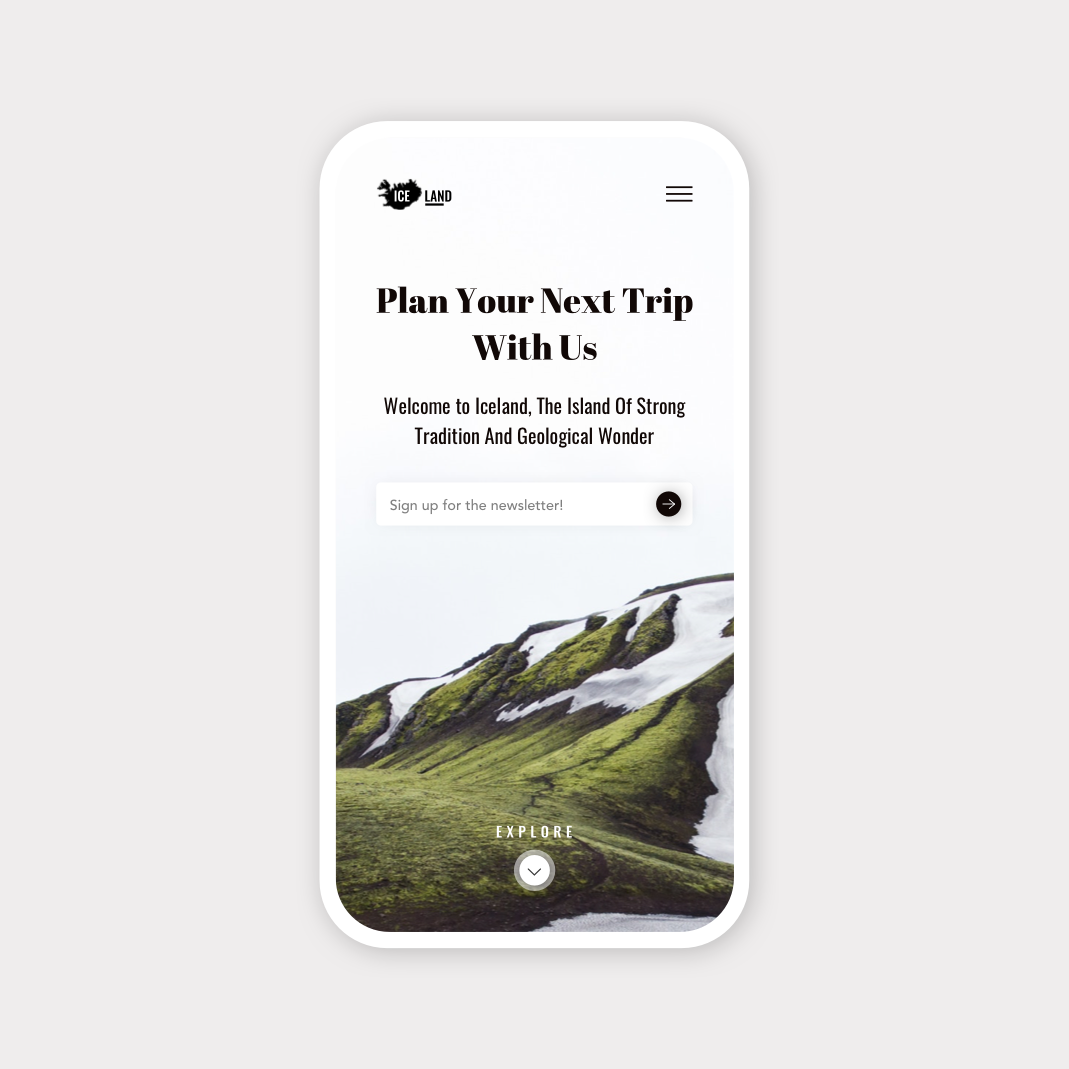 ICE LAND
Plan Your Next Trip
With Us
Welcome to Iceland, The Island Of Strong
Tradition And Geological Wonder
Sign up for the newsletter!
EXPLORE